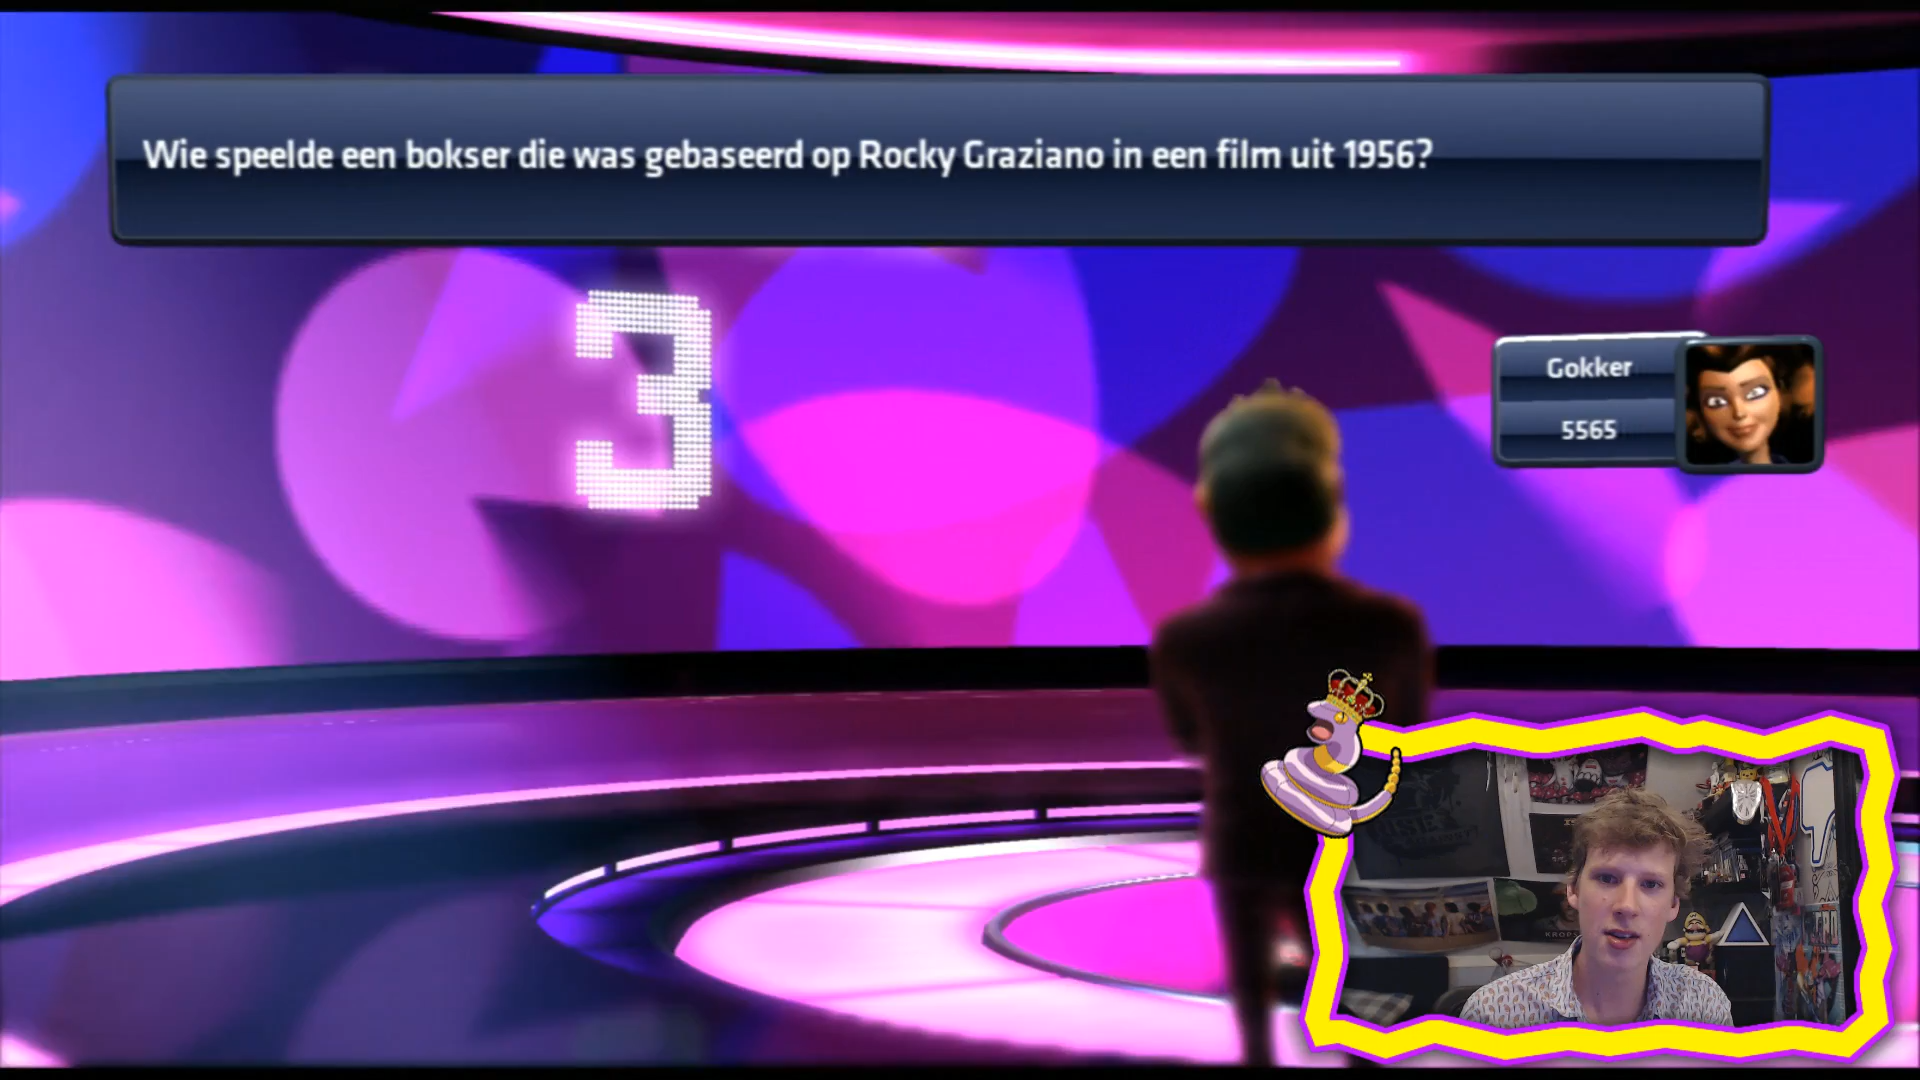 Wie speelde een bokser die was gebaseerd op Rocky Graziano in een film uit 1956?
3
Gokker
5565